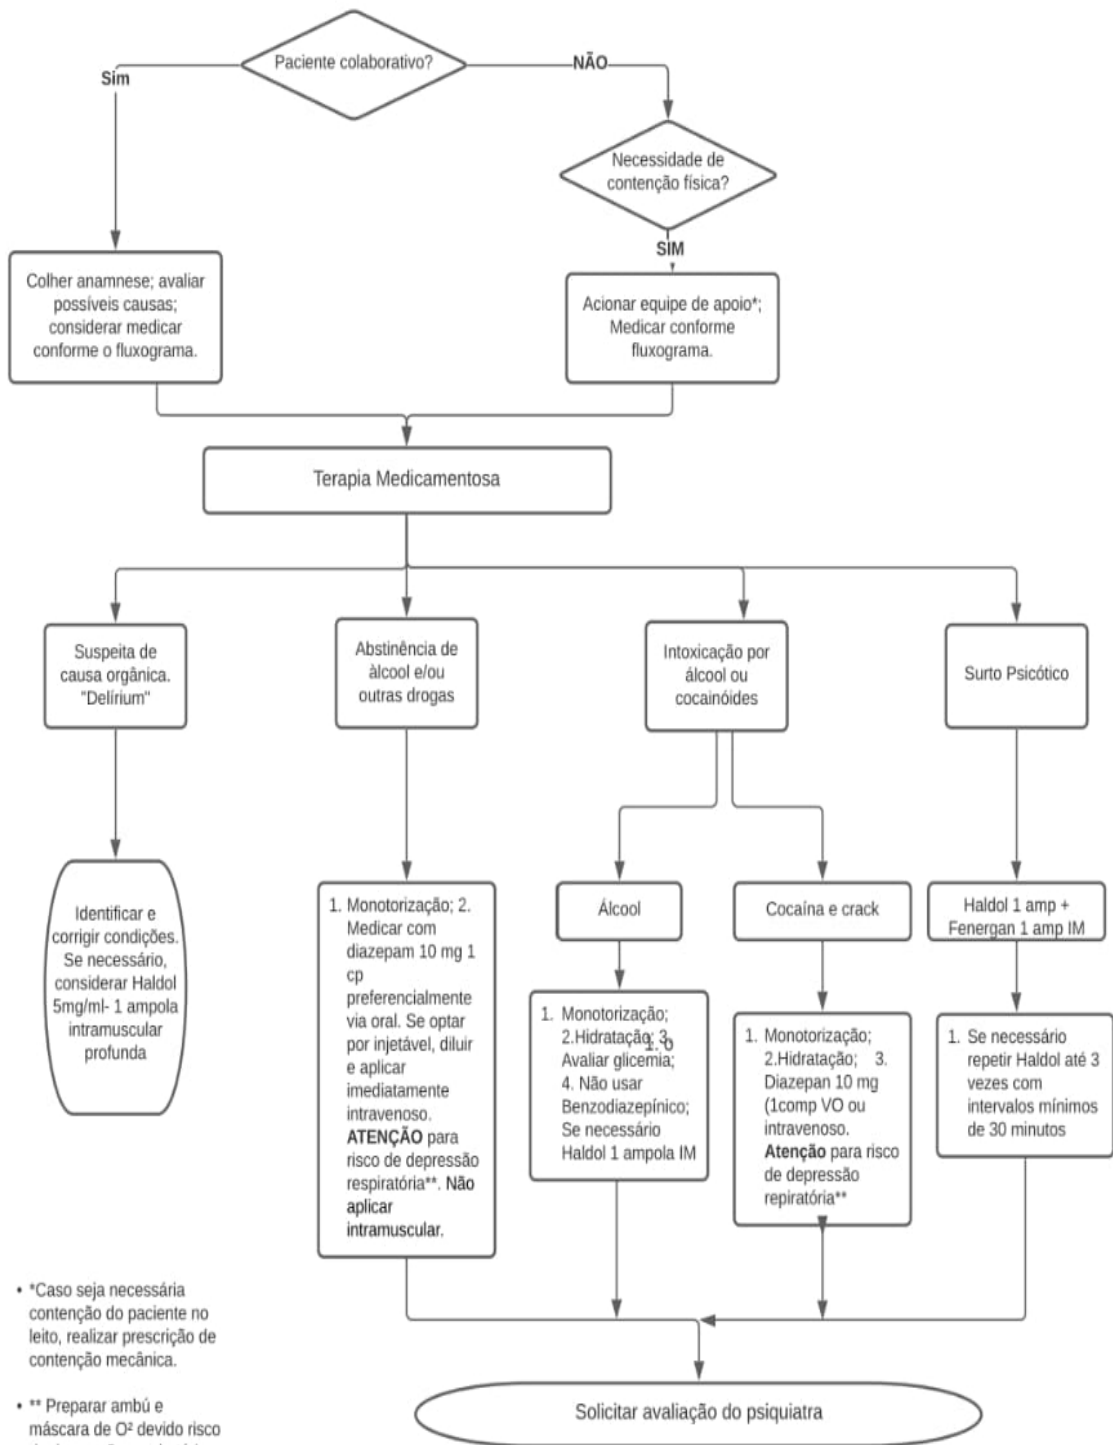 Paciente colaborativo?
Sim
NÃO
Necessidade de
contenção física?
SIM
Colher anamnese; avaliar
possíveis causas;
considerar medicar
conforme o fluxograma.
Acionar equipe de apoio*;
Medicar conforme
fluxograma.
Terapia Medicamentosa
Suspeita de
causa orgânica.
"Delírium"
Abstinência de
àlcool e/ou
outras drogas
Intoxicação por
álcool ou
cocainóides
Surto Psicótico
Identificar e
corrigir condições.
Se necessário,
considerar Haldol
5mg/ml- 1 ampola
intramuscular
profunda
1. Monotorização; 2.
Medicar com
diazepam 10 mg 1
cp
preferencialmente
via oral. Se optar
por injetável, diluir
e aplicar
imediatamente
intravenoso.
ATENÇÃO para
risco de depressão
respiratória**. Não
aplicar
intramuscular.
Álcool
1. Monotorização;
2.Hidratação; 3.
Avaliar glicemia;
4. Não usar
Benzodiazepínico;
Se necessário
Haldol 1 ampola IM
Cocaína e crack
1. Monotorização;
2.Hidratação; 3.
Diazepan 10 mg
(1comp VO ou
intravenoso.
Atenção para risco
de depressão
repiratória**
Haldol 1 amp +
Fenergan 1 amp IM
1. Se necessário
repetir Haldol até 3
vezes com
intervalos mínimos
de 30 minutos
• *Caso seja necessária
contenção do paciente no
leito, realizar prescrição de
contenção mecânica.
• ** Preparar ambú e
máscara de O² devido risco
Solicitar avaliação do psiquiatra